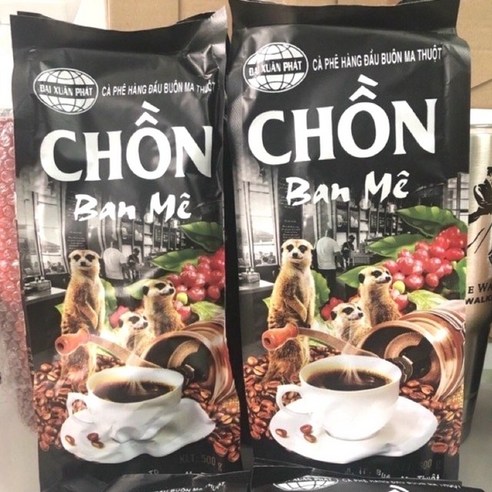 ĐẠI XUÂN PHÁT
CÀ PHÊ HÀNG ĐẦU BUÔN MA THUỘT
CHỒN
Ban Mê
500 g
ĐẠI XUÂN PHÁT
CÀ PHÊ HÀNG ĐẦU BUÔN MA THUỘT
CHỒN
Ban Mê